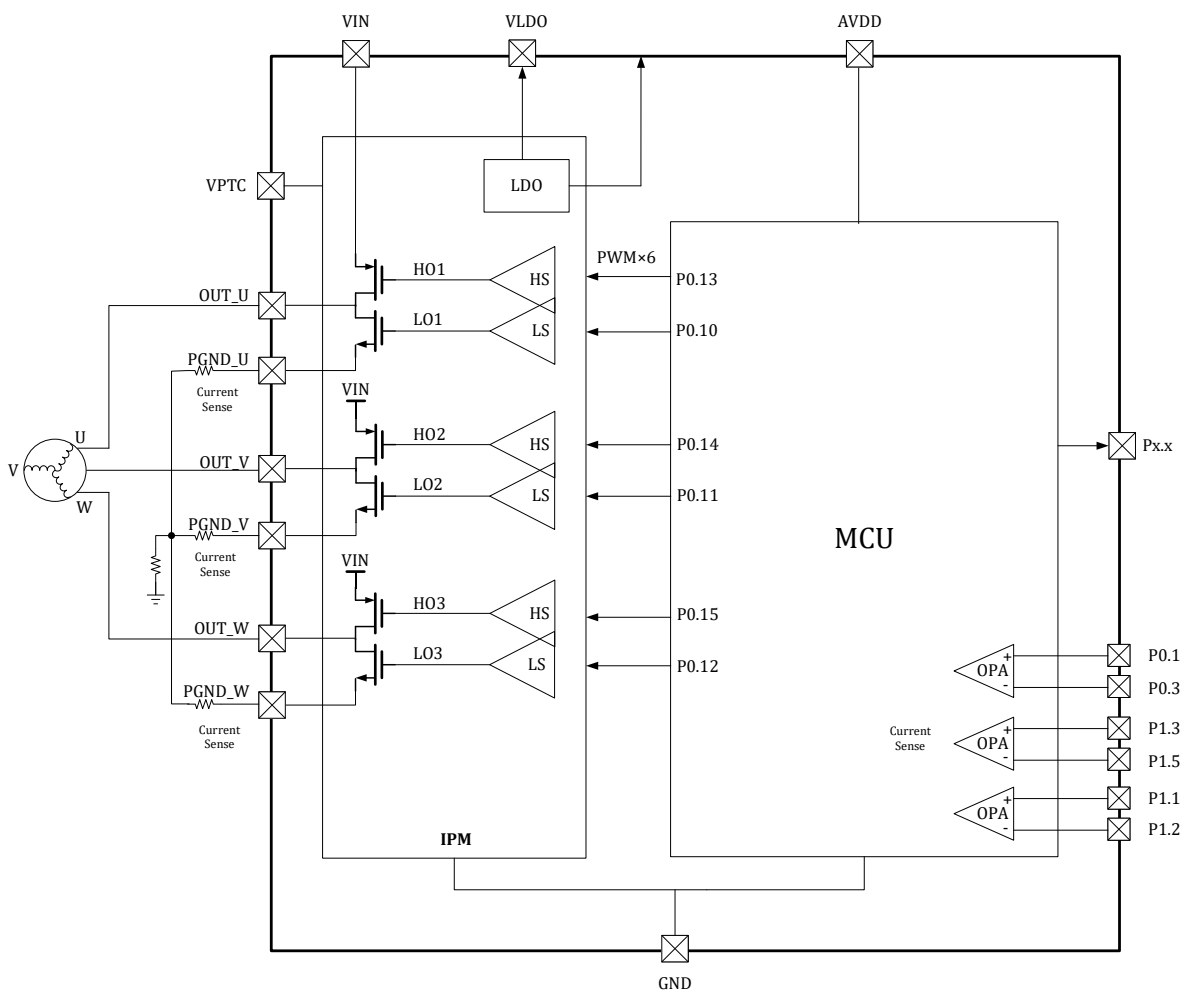 VIN
VLDO
AVDD
VPTC
LDO
PWM×6
HO1
HS
P0.13
OUT_U
LO1
LS
P0.10
PGND_U
Current
Sense
VIN
U
HO2
HS
P0.14
Px.x
V
OUT_V
LO2
LS
P0.11
W
PGND_V
Current
Sense
MCU
VIN
HO3
HS
P0.15
OUT_W
LO3
LS
P0.12
PGND_W
Current
Sense
+
OPA
-
P0.1
P0.3
Current
Sense
+
OPA
-
P1.3
P1.5
+
OPA
-
P1.1
P1.2
IPM
GND